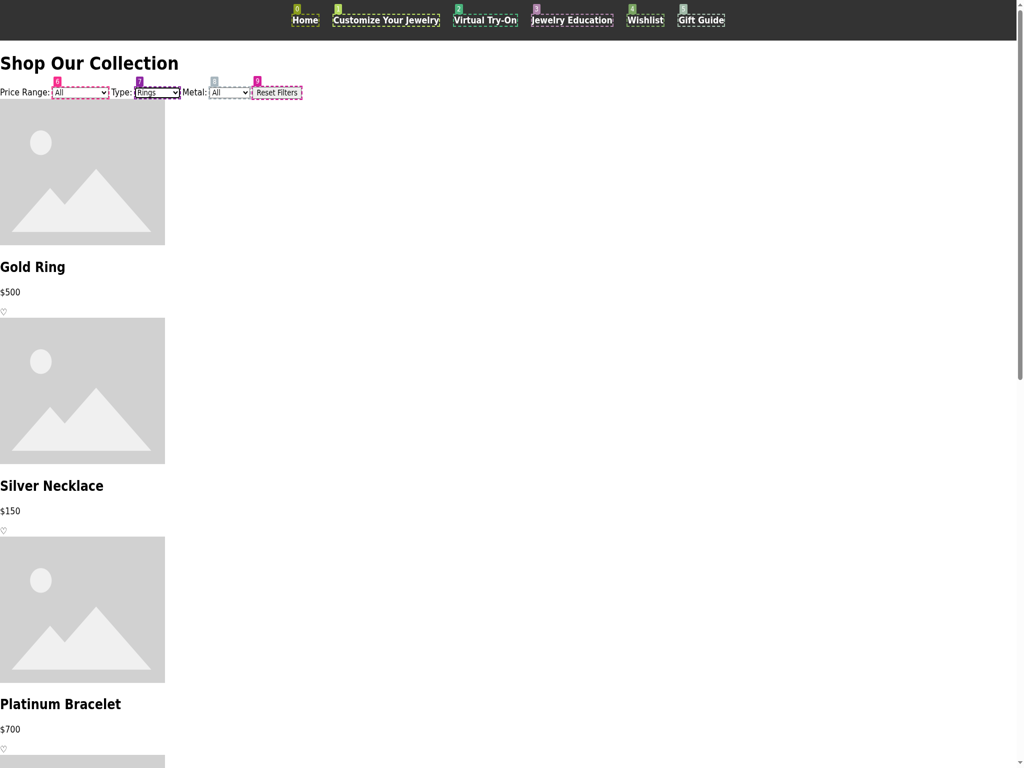 0 1 2 3 4 5
Home Customize Your Jewelry Virtual Try-On Jewelry Education Wishlist Gift Guide
Shop Our Collection
6 7 8 9
Price Range: All Type: Rings Metal: All Reset Filters
Gold Ring
$500
♡
Silver Necklace
$150
♡
Platinum Bracelet
$700
♡